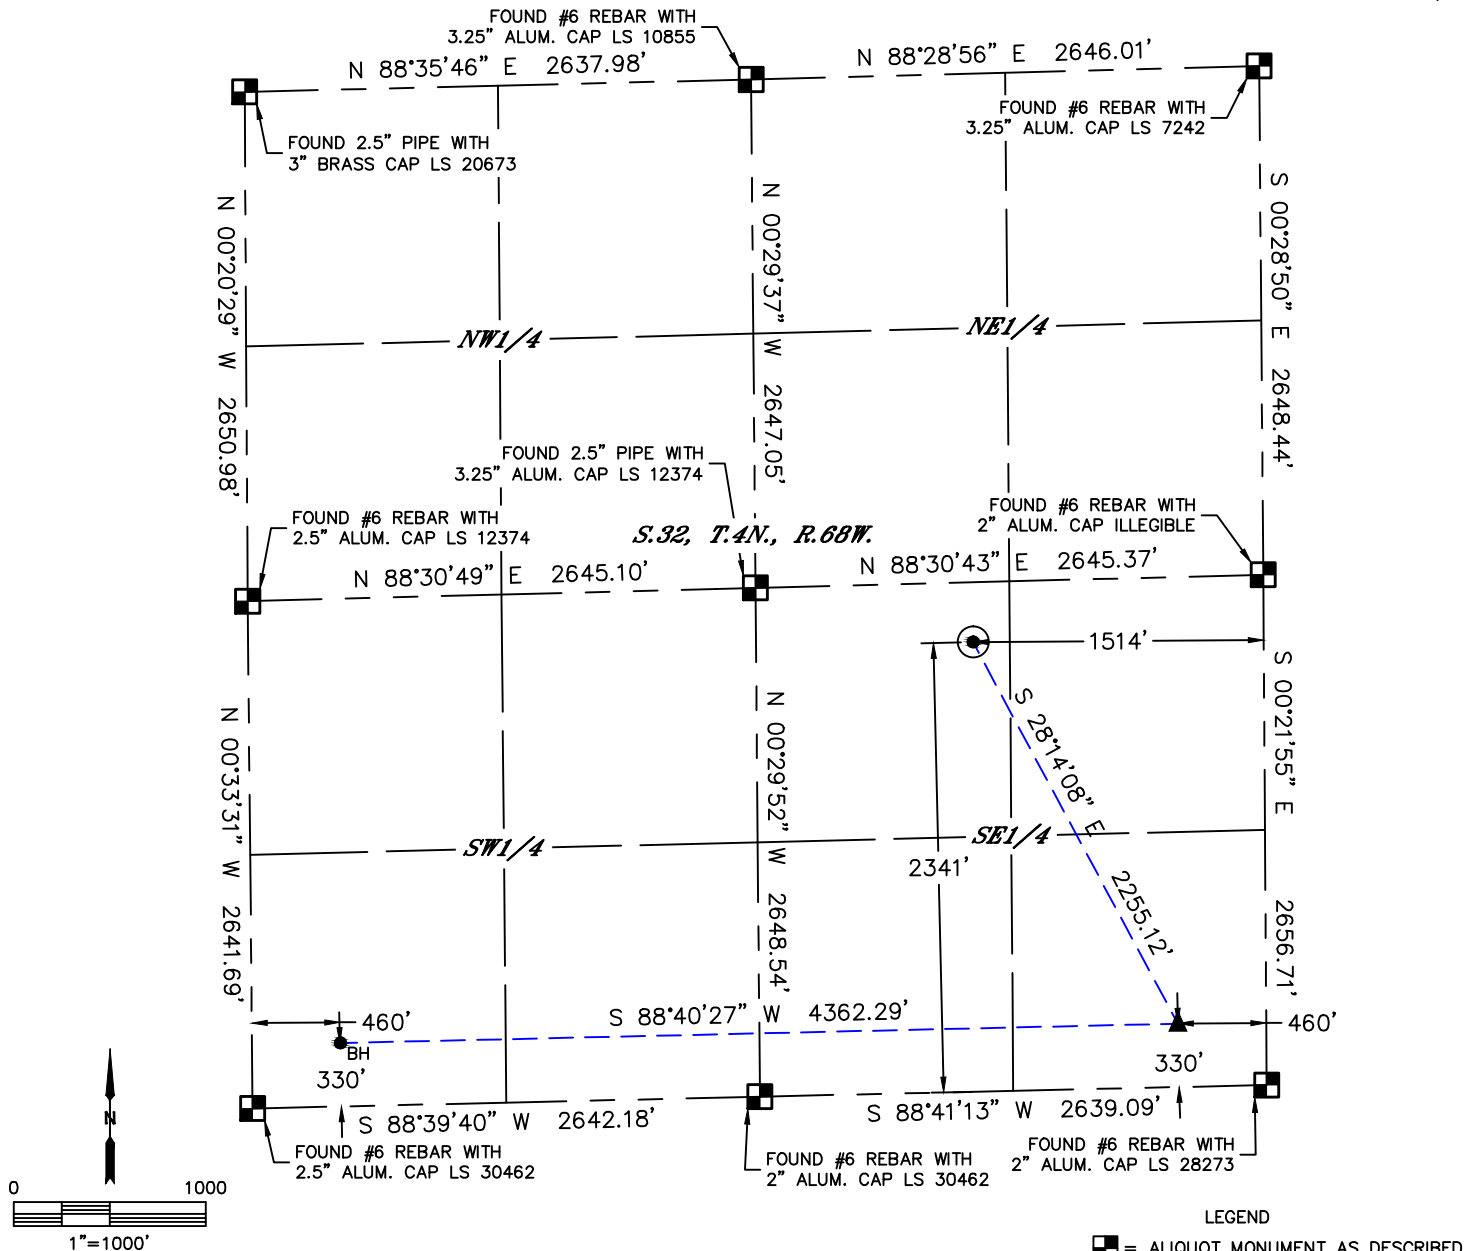 FOUND #6 REBAR WITH
3.25" ALUM. CAP LS 10855
N 88°35'46" E 2637.98'
N 88°28'56" E 2646.01'
FOUND #6 REBAR WITH
3.25" ALUM. CAP LS 7242
FOUND 2.5" PIPE WITH
3" BRASS CAP LS 20673
N 00°20'29" W 2650.98'
N 00°29'37" W 2647.05'
S 00°28'50" E 2648.44'
NW1/4
NE1/4
FOUND 2.5" PIPE WITH
3.25" ALUM. CAP LS 12374
FOUND #6 REBAR WITH
2.5" ALUM. CAP LS 12374
FOUND #6 REBAR WITH
2" ALUM. CAP ILLEGIBLE
S.32, T.4N., R.68W.
N 88°30'49" E 2645.10'
N 88°30'43" E 2645.37'
1514'
N 00°33'31" W 2641.69'
N 00°29'52" W 2648.54'
S 28°14'08" E 2255.12'
S 00°21'55" E 2656.71'
SW1/4
SE1/4
2341'
460'
S 88°40'27" W 4362.29'
460'
BH
330'
330'
S 88°39'40" W 2642.18'
S 88°41'13" W 2639.09'
N
FOUND #6 REBAR WITH
2.5" ALUM. CAP LS 30462
FOUND #6 REBAR WITH
2" ALUM. CAP LS 30462
FOUND #6 REBAR WITH
2" ALUM. CAP LS 28273
0 1000
1"=1000'
LEGEND
= ALIQUOT MONUMENT AS DESCRIBED